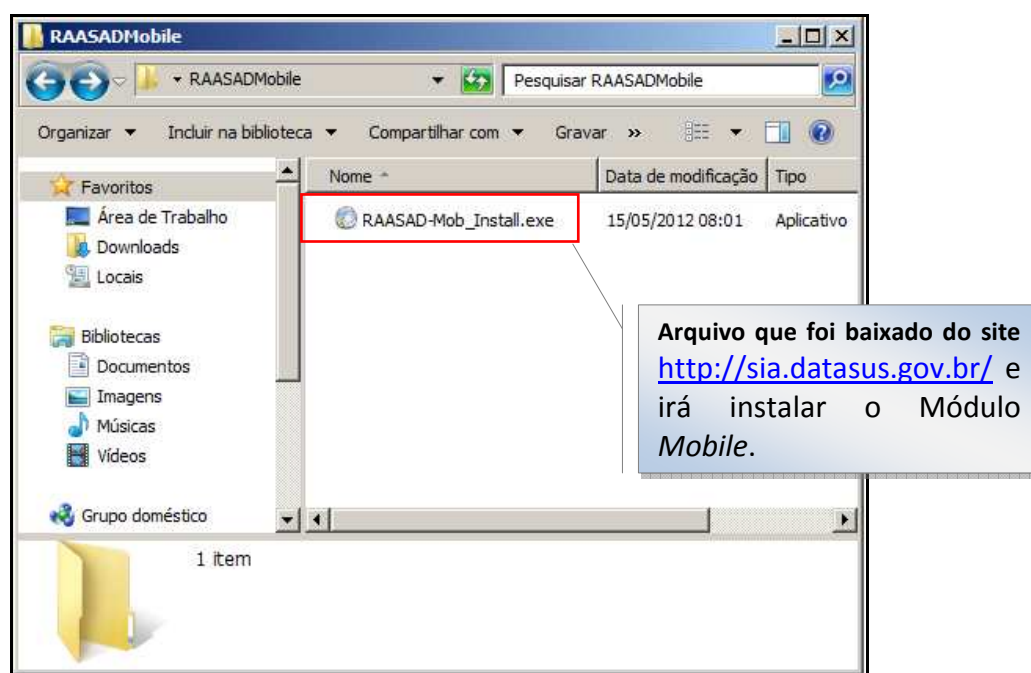 RAASADMobile
RAASADMobile
Pesquisar RAASADMobile
Organizar
Incluir na biblioteca
Compartilhar com
Gravar
»
Nome
Data de modificação
Tipo
Favoritos
Área de Trabalho
Downloads
Locais
Bibliotecas
Documentos
Imagens
Músicas
Vídeos
Grupo doméstico
RAASAD-Mob_Install.exe
15/05/2012 08:01
Aplicativo
Arquivo que foi baixado do site
http://sia.datasus.gov.br/ e
irá instalar o Módulo
Mobile.
1 item